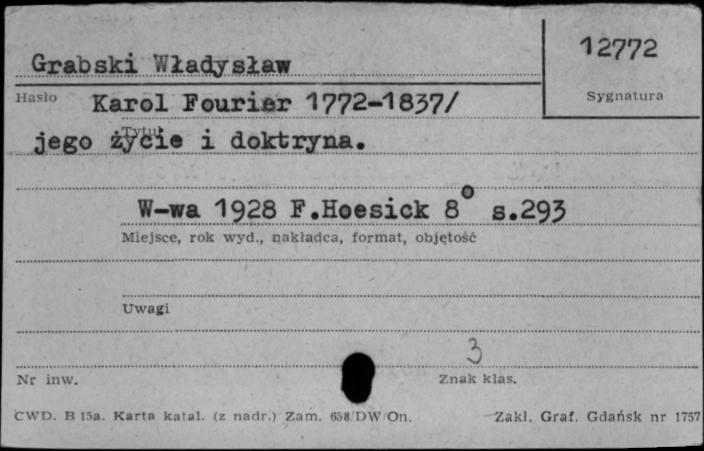 Grabski Władysław
12772
Hasło
Sygnatura
Karol Fourier 1772-1837/
Tytuł
jego życie i doktryna.
W-wa 1928 F.Hoesick 8° s.293
Miejsce, rok wyd., nakładca, format, objętość
Uwagi
3
Nr inw.
Znak klas.
CWD. B 15a. Karta katal. (z nadr.) Zam. 658/DW/On.
Zakł. Graf. Gdańsk nr 1757